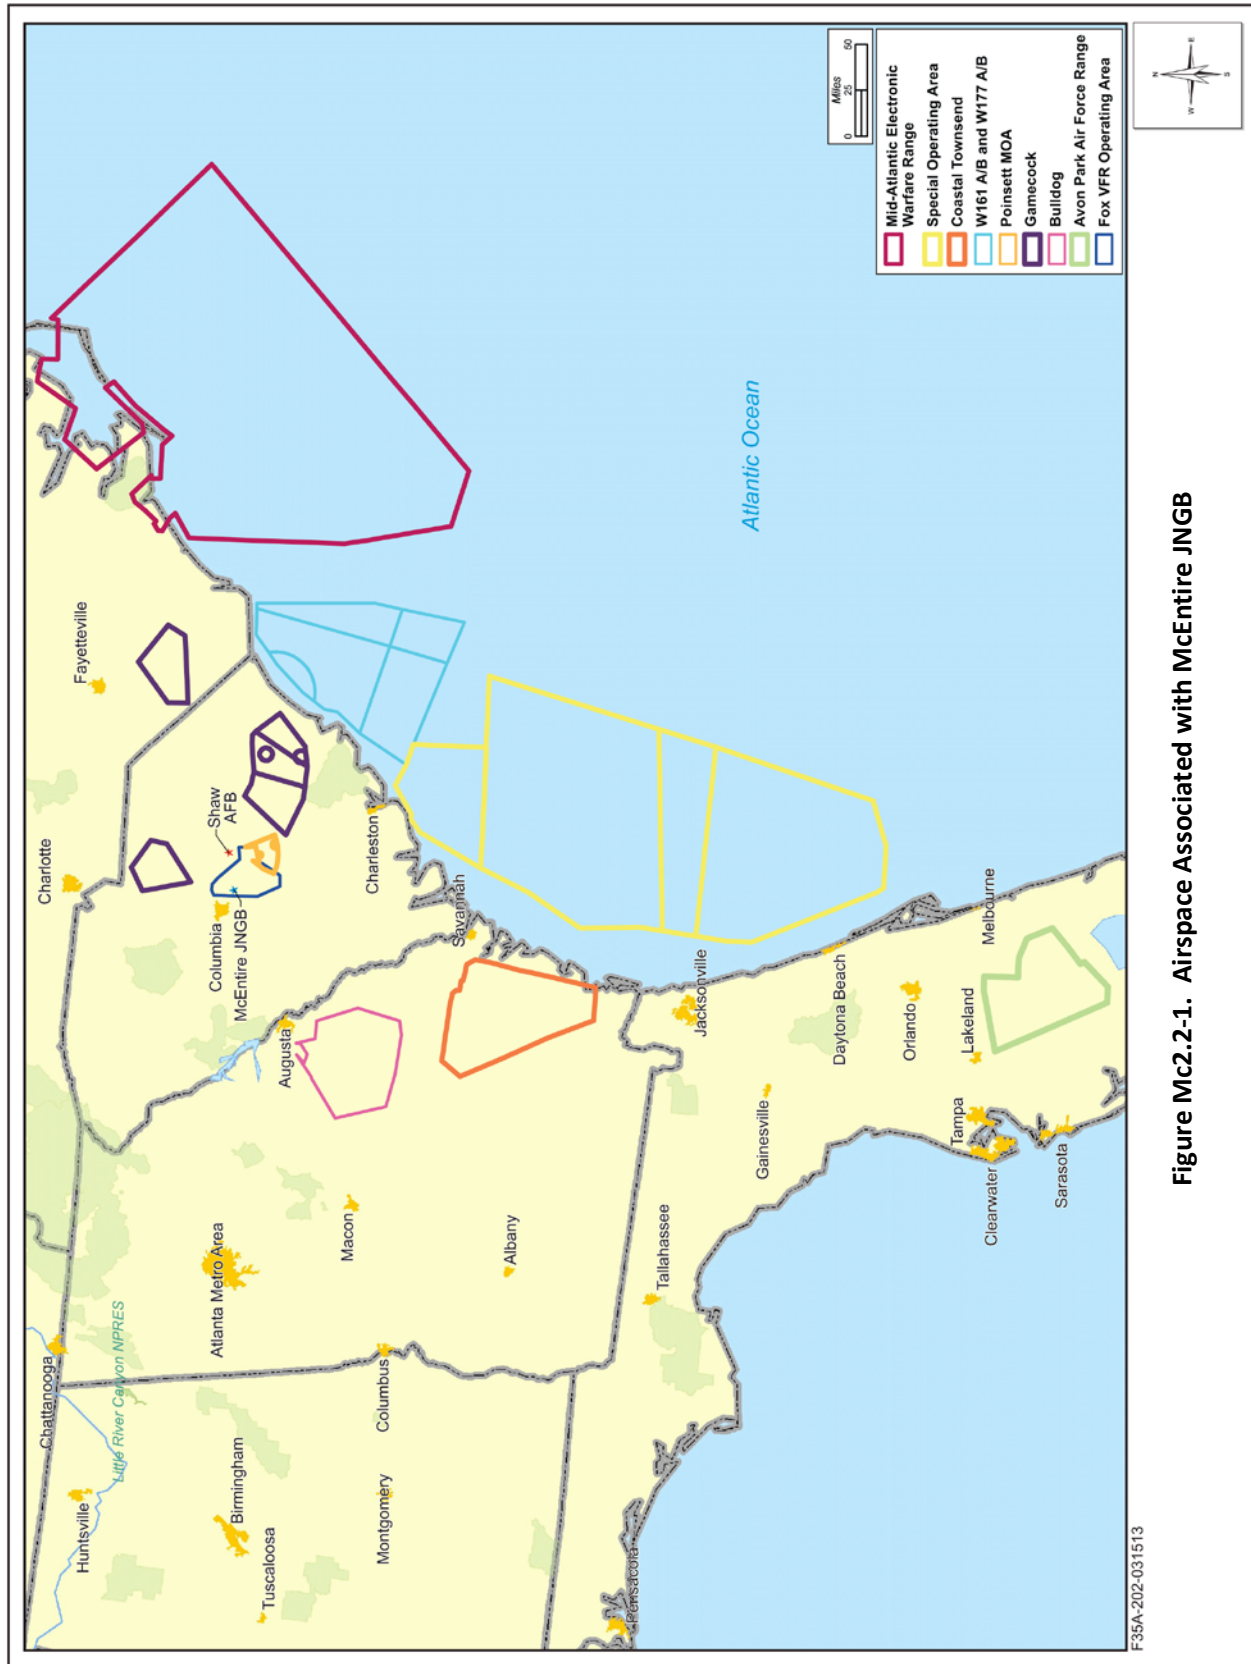 Fayetteville
Charlotte
Shaw
AFB
Columbia
McEntire JNGB
Charleston
Savannah
Augusta
Chattanooga
Little River Canyon NPRES
Atlanta Metro Area
Macon
Albany
Columbus
Huntsville
Birmingham
Tuscaloosa
Montgomery
Pensacola
Tallahassee
Jacksonville
Gainesville
Daytona Beach
Orlando
Lakeland
Melbourne
Tampa
Clearwater
Sarasota
Atlantic Ocean
Miles
0 25 50
Mid-Atlantic Electronic
Warfare Range
Special Operating Area
Coastal Townsend
W161 A/B and W177 A/B
Poinsett MOA
Gamecock
Bulldog
Avon Park Air Force Range
Fox VFR Operating Area
N
W E
S
F35A-202-031513
Figure Mc2.2-1. Airspace Associated with McEntire JNGB